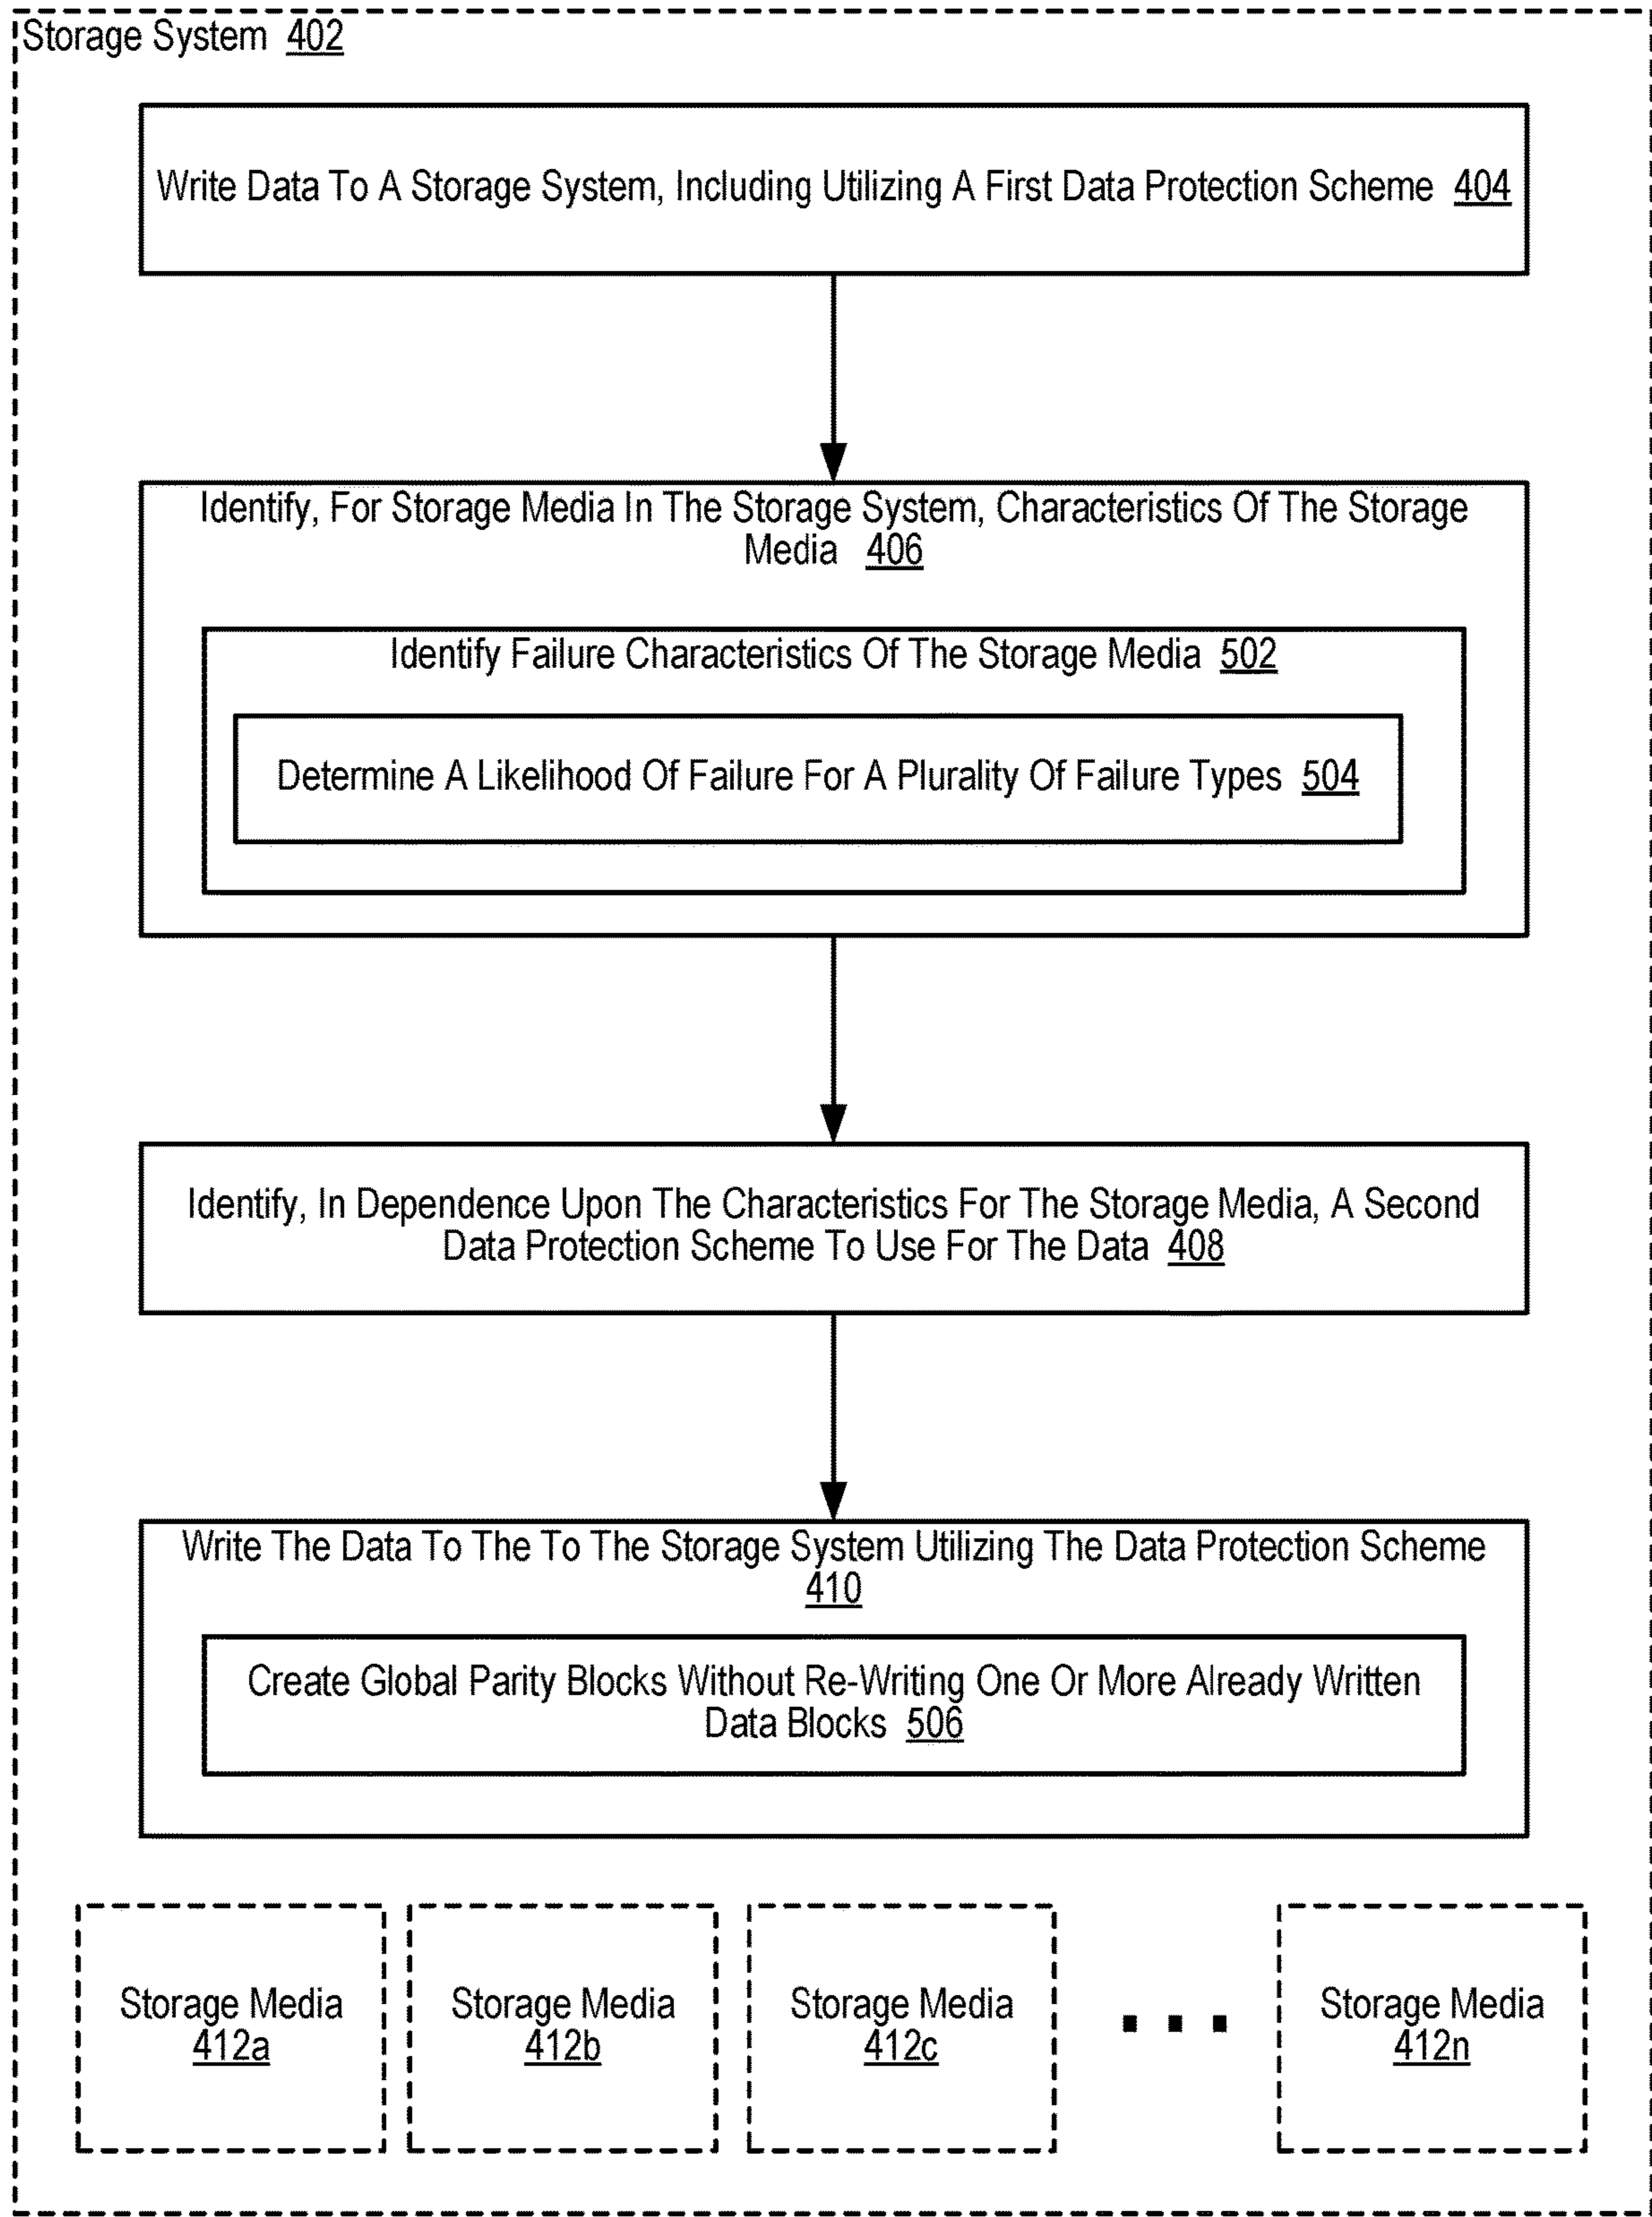 Storage System 402
Write Data To A Storage System, Including Utilizing A First Data Protection Scheme 404
Identify, For Storage Media In The Storage System, Characteristics Of The Storage
Media 406
Identify Failure Characteristics Of The Storage Media 502
Determine A Likelihood Of Failure For A Plurality Of Failure Types 504
Identify, In Dependence Upon The Characteristics For The Storage Media, A Second
Data Protection Scheme To Use For The Data 408
Write The Data To The To The Storage System Utilizing The Data Protection Scheme
410
Create Global Parity Blocks Without Re-Writing One Or More Already Written
Data Blocks 506
Storage Media
412a
Storage Media
412b
Storage Media
412c
Storage Media
412n